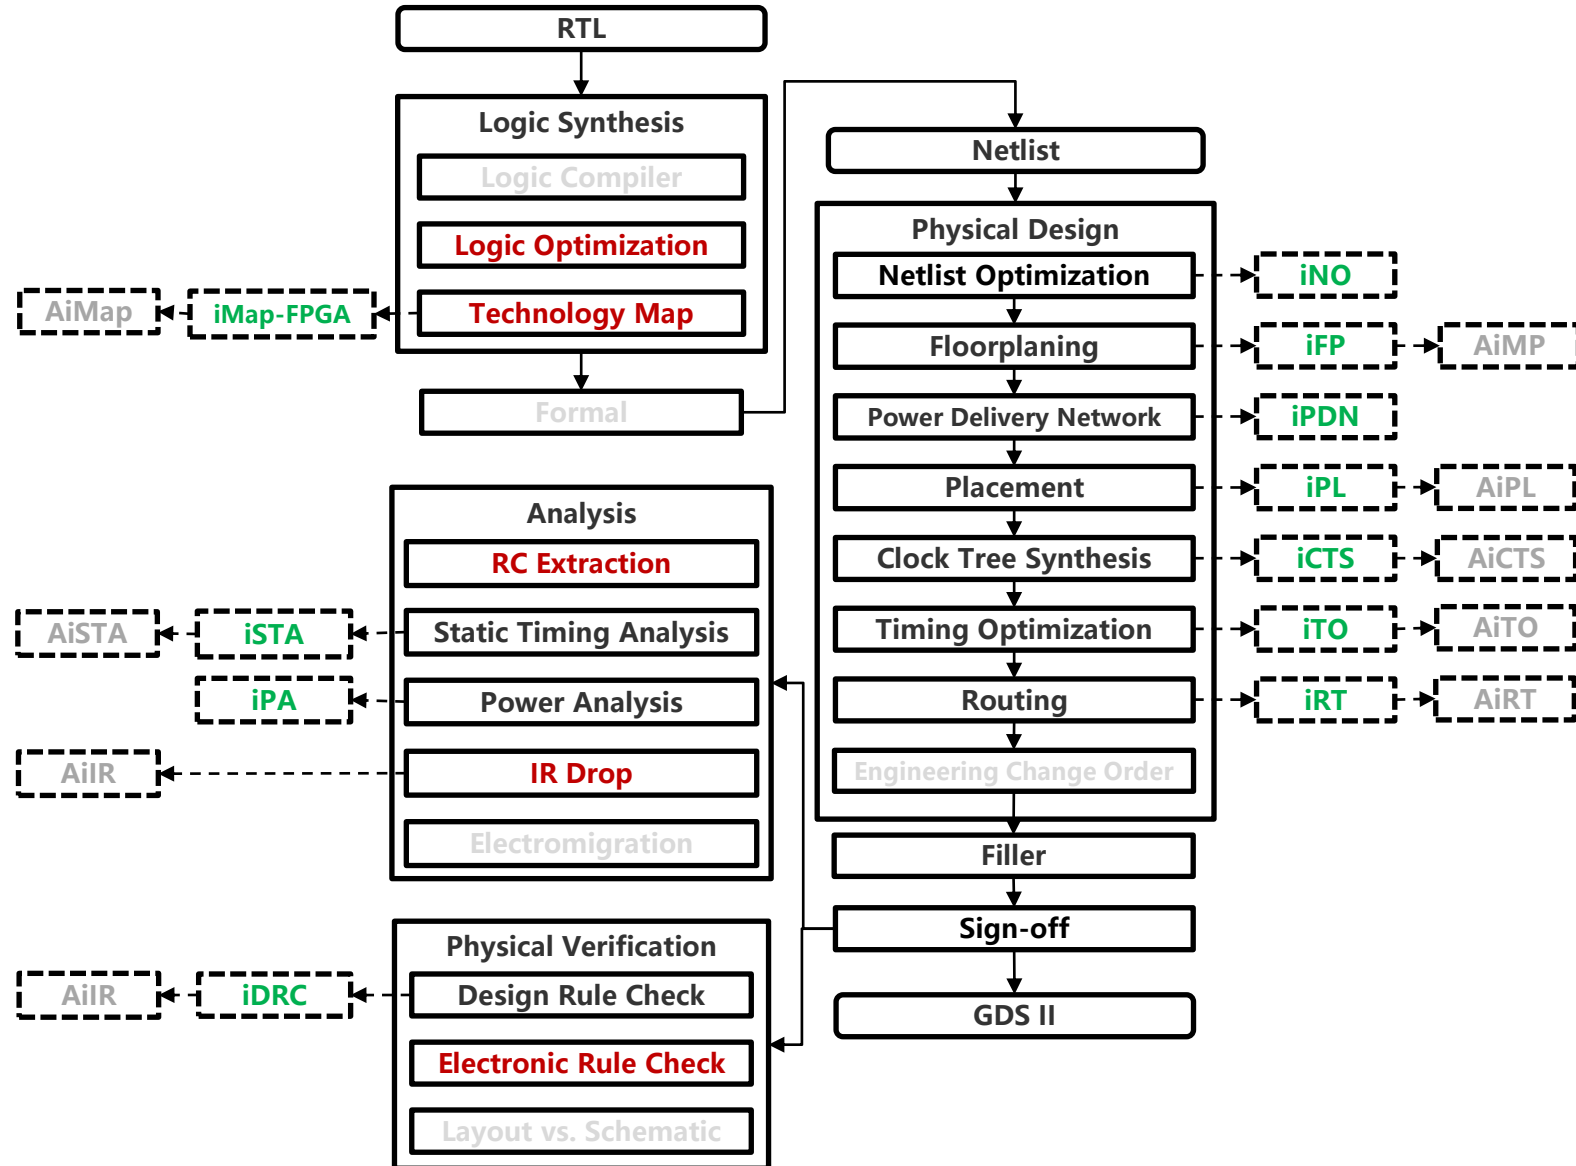 RTL
Logic Synthesis
Logic Compiler
Logic Optimization
Technology Map
iMap-FPGA
AiMap
Formal
Netlist
Physical Design
Netlist Optimization
iNO
Floorplaning
iFP
AiMP
Power Delivery Network
iPDN
Placement
iPL
AiPL
Clock Tree Synthesis
iCTS
AiCTS
Timing Optimization
iTO
AiTO
Routing
iRT
AiRT
Engineering Change Order
Filler
Sign-off
GDS II
Analysis
RC Extraction
Static Timing Analysis
iSTA
AiSTA
Power Analysis
iPA
IR Drop
AiIR
Electromigration
Physical Verification
Design Rule Check
iDRC
AiIR
Electronic Rule Check
Layout vs. Schematic